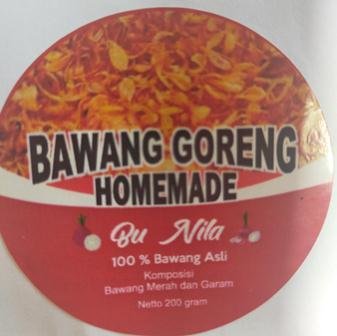 BAWANG GORENG
HOMEMADE
Bu Nila
100 % Bawang Asli
Komposisi
Bawang Merah dan Garam
Netto 200 gram